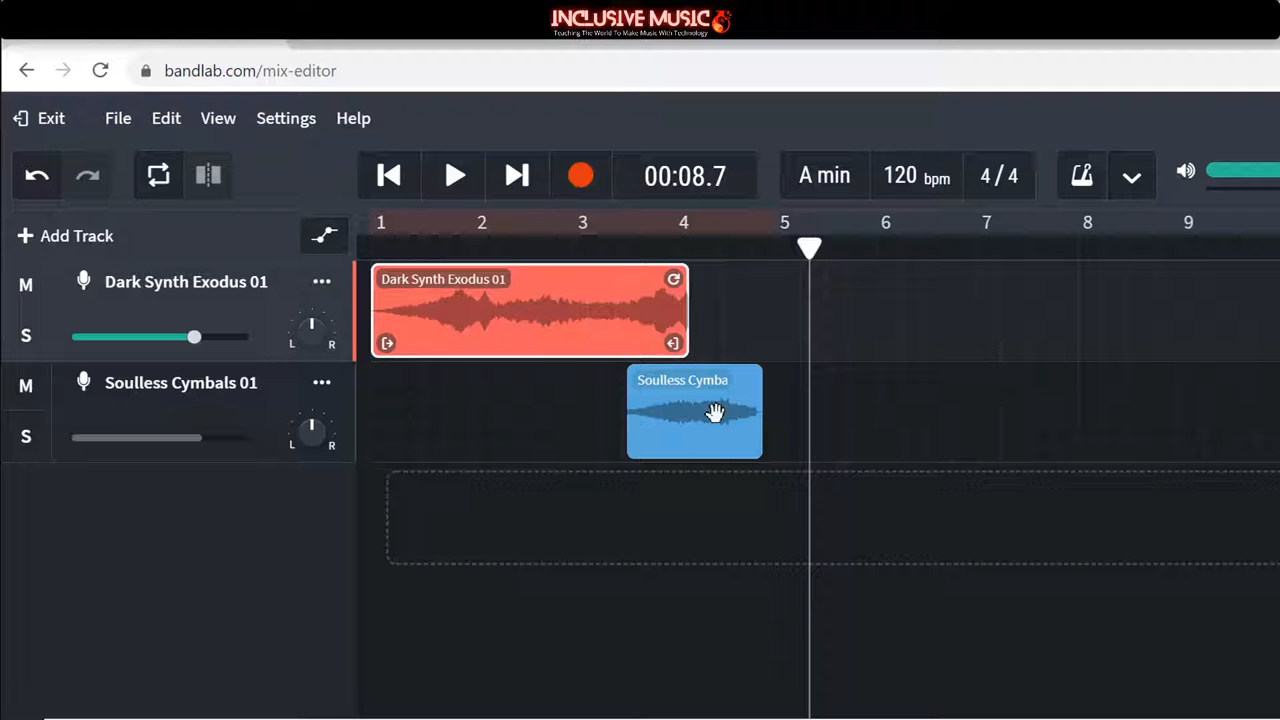 INCLUSIVE MUSIC
Teaching The World To Make Music With Technology
bandlab.com/mix-editor
Exit File Edit View Settings Help
00:08.7 A min 120 bpm 4 / 4
+ Add Track 1 2 3 4 5 6 7 8 9
M Dark Synth Exodus 01 ••• Dark Synth Exodus 01
S L R
M Soulless Cymbals 01 ••• Soulless Cymba
S L R